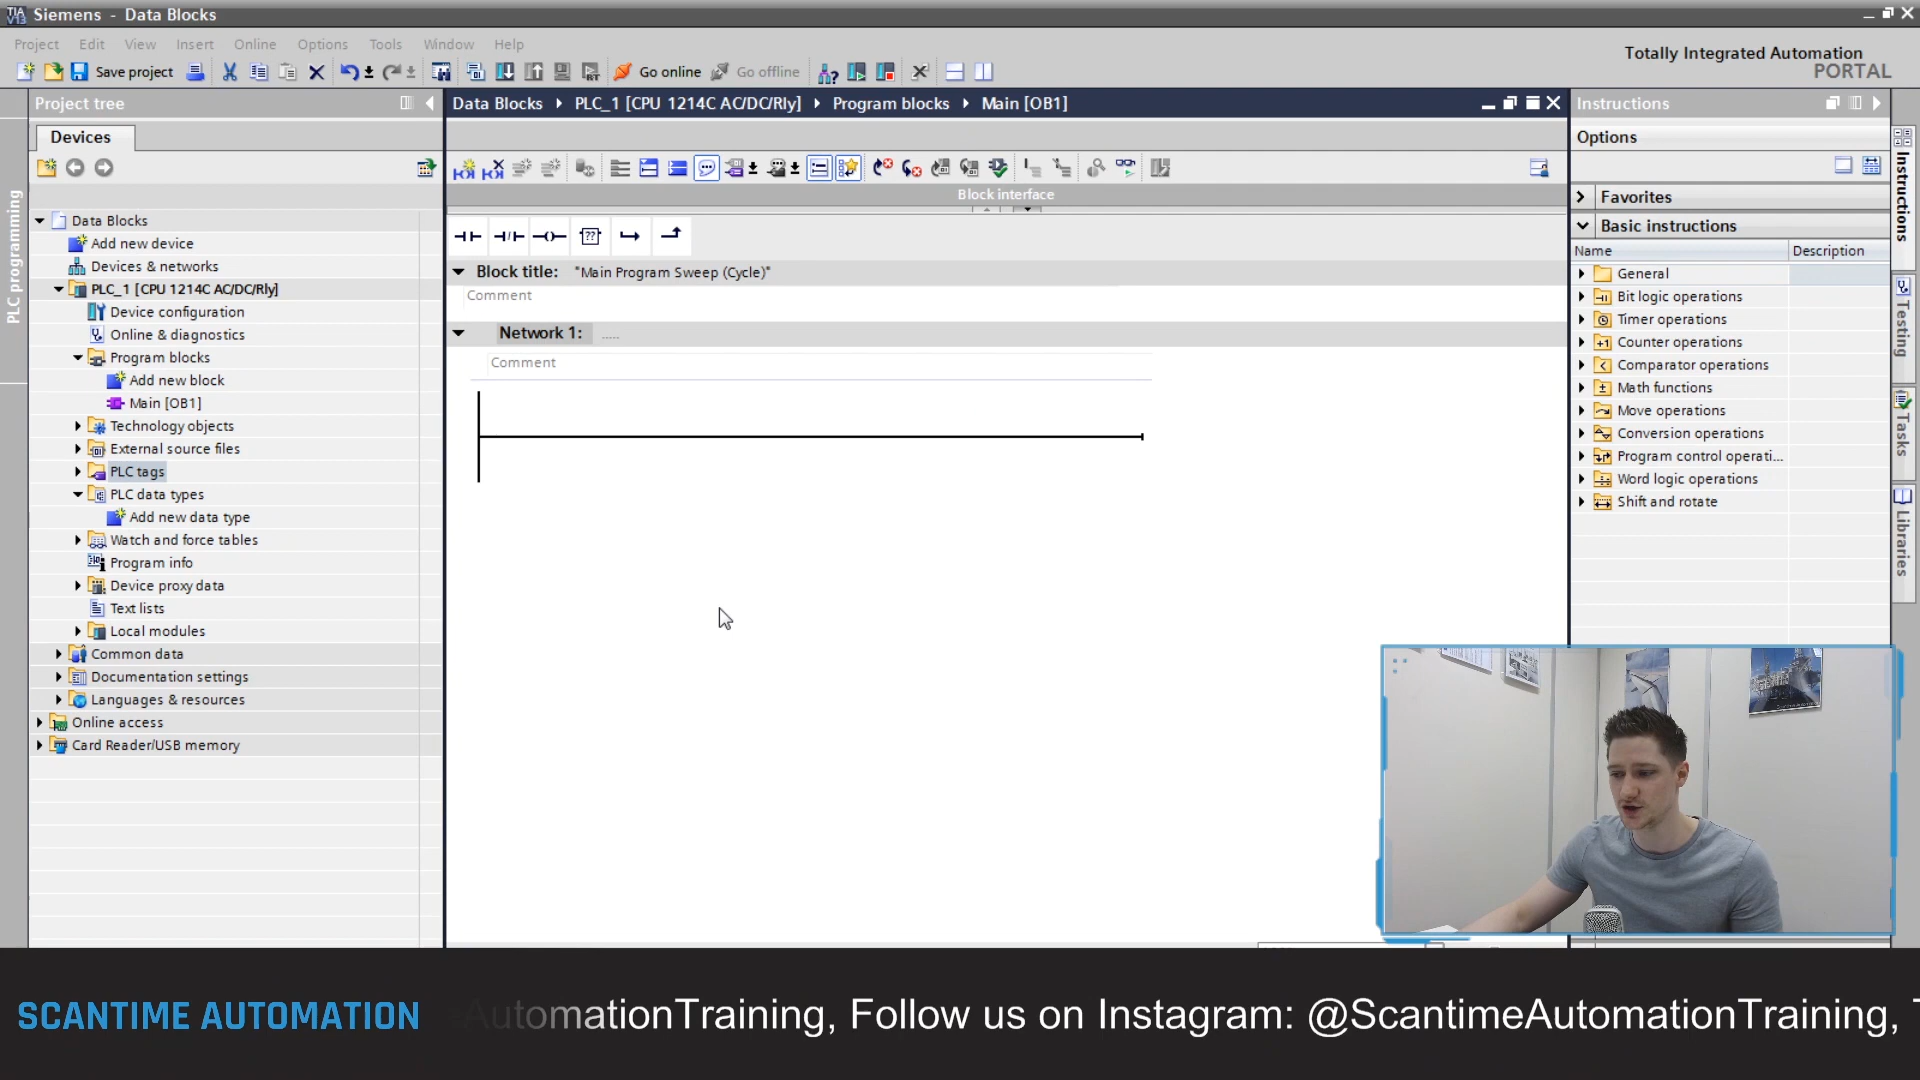 Siemens - Data Blocks
Project Edit View Insert Online Options Tools Window Help
Totally Integrated Automation
PORTAL
Save project
Go online
Go offline
Project tree
Data Blocks
PLC_1 [CPU 1214C AC/DC/Rly]
Program blocks
Main [OB1]
Instructions
Devices
Options
PLC programming
Block interface
Favorites
Basic instructions
Name
Description
Data Blocks
Add new device
Devices & networks
PLC_1 [CPU 1214C AC/DC/Rly]
Device configuration
Online & diagnostics
Program blocks
Add new block
Main [OB1]
Technology objects
External source files
PLC tags
PLC data types
Add new data type
Watch and force tables
Program info
Device proxy data
Text lists
Local modules
Common data
Documentation settings
Languages & resources
Online access
Card Reader/USB memory
Block title: "Main Program Sweep (Cycle)"
Comment
Network 1: .....
Comment
General
Bit logic operations
Timer operations
Counter operations
Comparator operations
Math functions
Move operations
Conversion operations
Program control operati...
Word logic operations
Shift and rotate
Instructions
Testing
Tasks
Libraries
SCANTIME AUTOMATION
AutomationTraining, Follow us on Instagram: @ScantimeAutomationTraining,